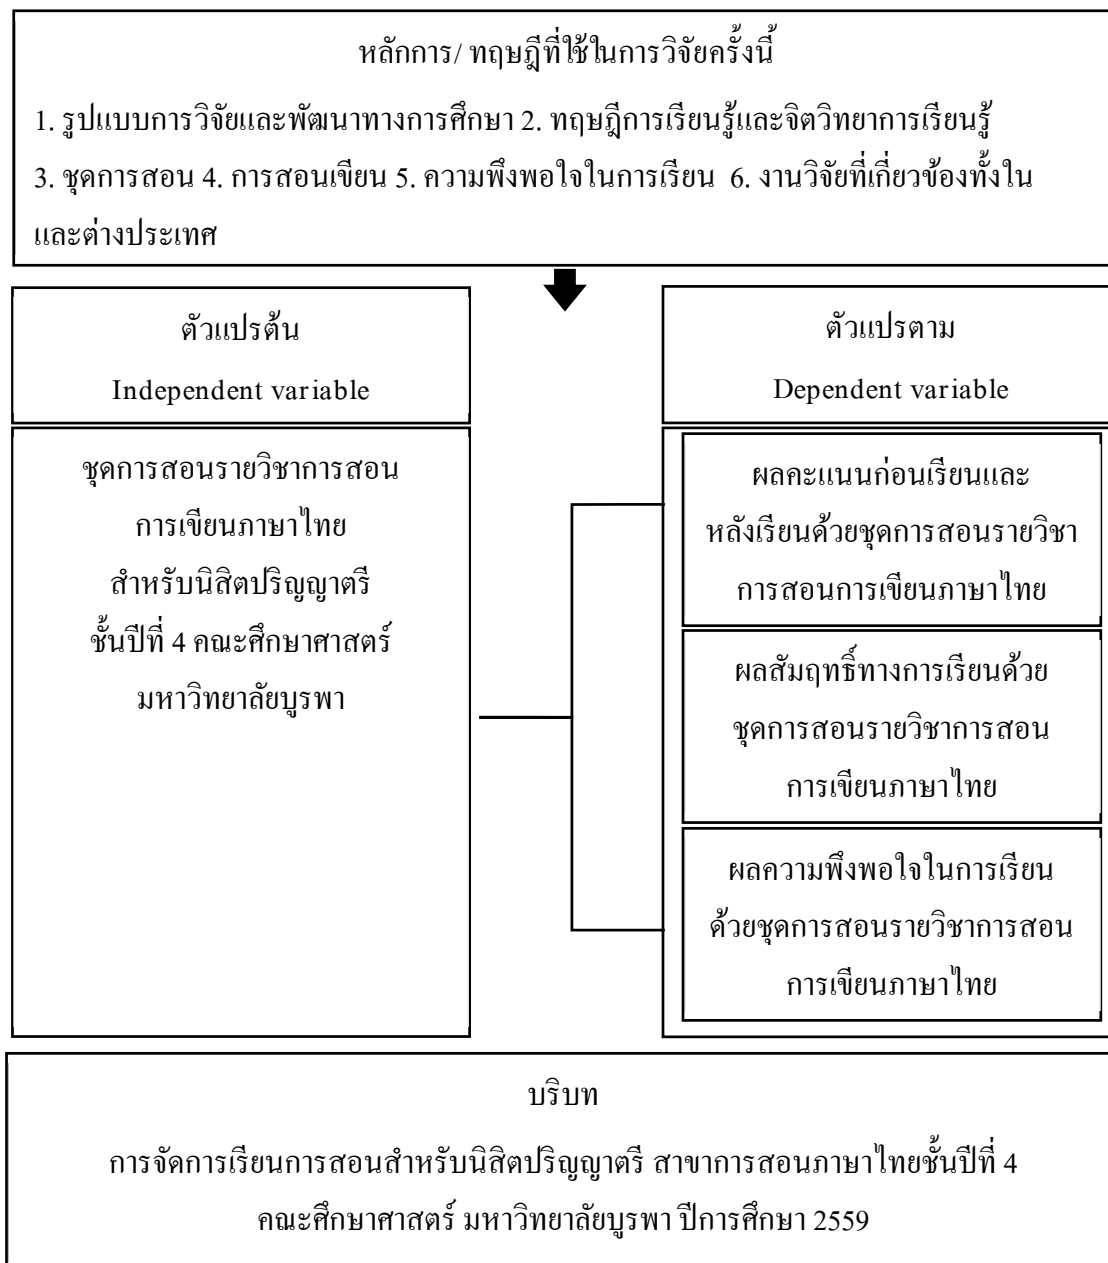 หลักการ/ ทฤษฎีที่ใช้ในการวิจัยครั้งนี้
1. รูปแบบการวิจัยและพัฒนาทางการศึกษา 2. ทฤษฎีการเรียนรู้และจิตวิทยาการเรียนรู้
3. ชุดการสอน 4. การสอนเขียน 5. ความพึงพอใจในการเรียน 6. งานวิจัยที่เกี่ยวข้องทั้งใน
และต่างประเทศ
ตัวแปรต้น
Independent variable
ชุดการสอนรายวิชาการสอน
การเขียนภาษาไทย
สำหรับนิสิตปริญญาตรี
ชั้นปีที่ 4 คณะศึกษาศาสตร์
มหาวิทยาลัยบูรพา
ตัวแปรตาม
Dependent variable
ผลคะแนนก่อนเรียนและ
หลังเรียนด้วยชุดการสอนรายวิชา
การสอนการเขียนภาษาไทย
ผลสัมฤทธิ์ทางการเรียนด้วย
ชุดการสอนรายวิชาการสอน
การเขียนภาษาไทย
ผลความพึงพอใจในการเรียน
ด้วยชุดการสอนรายวิชาการสอน
การเขียนภาษาไทย
บริบท
การจัดการเรียนการสอนสำหรับนิสิตปริญญาตรี สาขาการสอนภาษาไทยชั้นปีที่ 4
คณะศึกษาศาสตร์ มหาวิทยาลัยบูรพา ปีการศึกษา 2559